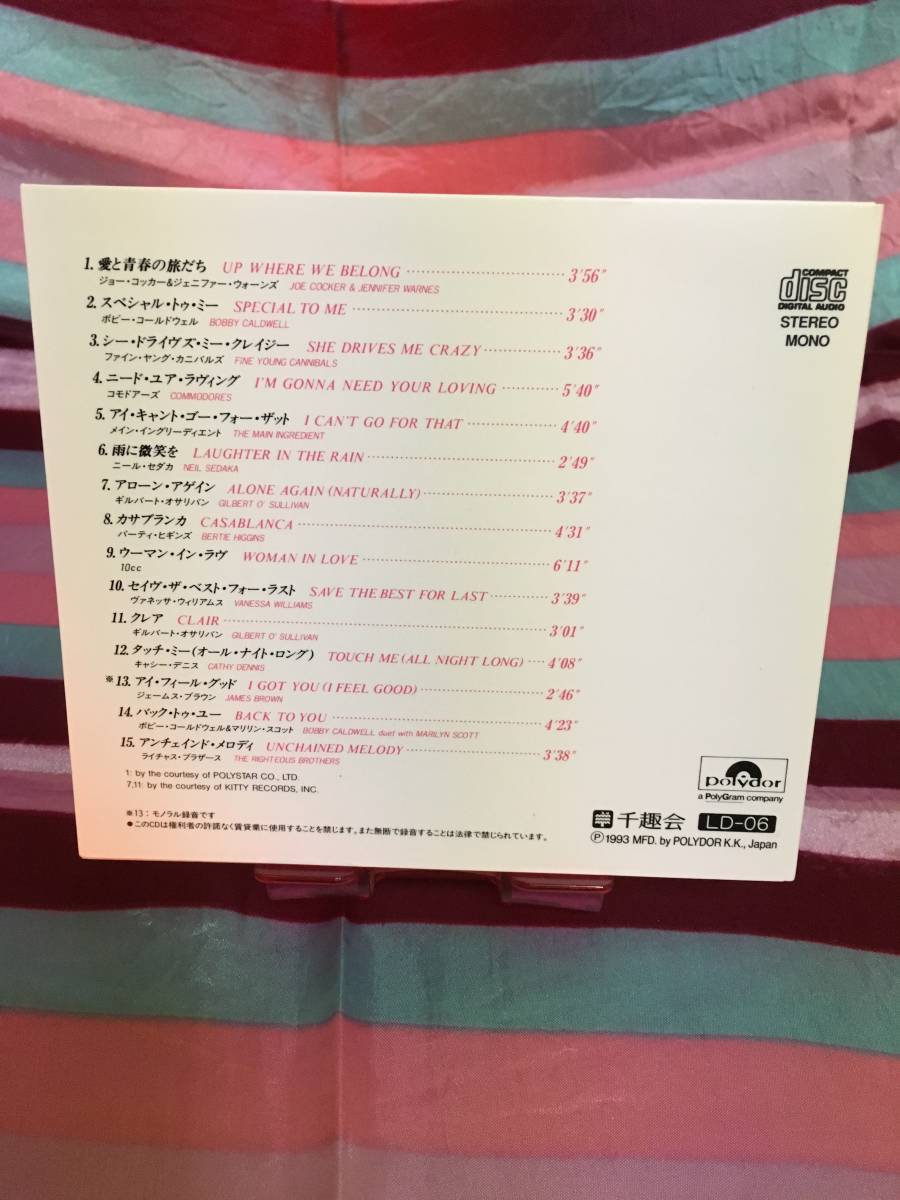 1. 愛と青春の旅だち UP WHERE WE BELONG 3'56"
ジョー・コッカー&ジェニファー・ウォーンズ JOE COCKER & JENNIFER WARNES
2. スペシャル・トゥ・ミー SPECIAL TO ME 3'30"
ボビー・コールドウェル BOBBY CALDWELL
3. シー・ドライヴズ・ミー・クレイジー SHE DRIVES ME CRAZY 3'36"
ファイン・ヤング・カニバルズ FINE YOUNG CANNIBALS
4. ニード・ユア・ラヴィング I'M GONNA NEED YOUR LOVING 5'40"
コモドアーズ COMMODORES
5. アイ・キャント・ゴー・フォー・ザット I CAN'T GO FOR THAT 4'40"
メイン・イングリーディエント THE MAIN INGREDIENT
6. 雨に微笑を LAUGHTER IN THE RAIN 2'49"
ニール・セダカ NEIL SEDAKA
7. アローン・アゲイン ALONE AGAIN (NATURALLY) 3'37"
ギルバート・オサリバン GILBERT O' SULLIVAN
8. カサブランカ CASABLANCA 4'31"
バーティ・ヒギンズ BERTIE HIGGINS
9. ウーマン・イン・ラヴ WOMAN IN LOVE 6'11"
10cc
10. セイヴ・ザ・ベスト・フォー・ラスト SAVE THE BEST FOR LAST 3'39"
ヴァネッサ・ウィリアムス VANESSA WILLIAMS
11. クレア CLAIR 3'01"
ギルバート・オサリバン GILBERT O' SULLIVAN
12. タッチ・ミー(オール・ナイト・ロング) TOUCH ME (ALL NIGHT LONG) 4'08"
キャシー・デニス CATHY DENNIS
※13. アイ・フィール・グッド I GOT YOU (I FEEL GOOD) 2'46"
ジェームス・ブラウン JAMES BROWN
14. バック・トゥ・ユー BACK TO YOU 4'23"
ボビー・コールドウェル&マリリン・スコット BOBBY CALDWELL duet with MARILYN SCOTT
15. アンチェインド・メロディ UNCHAINED MELODY 3'38"
ライチャス・ブラザース THE RIGHTEOUS BROTHERS
1: by the courtesy of POLYSTAR CO., LTD.
7,11: by the courtesy of KITTY RECORDS, INC.
※13:モノラル録音です
●このCDは権利者の許諾なく賃貸業に使用することを禁じます。また無断で録音することは法律で禁じられています。
COMPACT
disc
DIGITAL AUDIO
STEREO
MONO
polydor
a PolyGram company
千趣会 LD-06
Ⓟ1993 MFD. by POLYDOR K.K., Japan